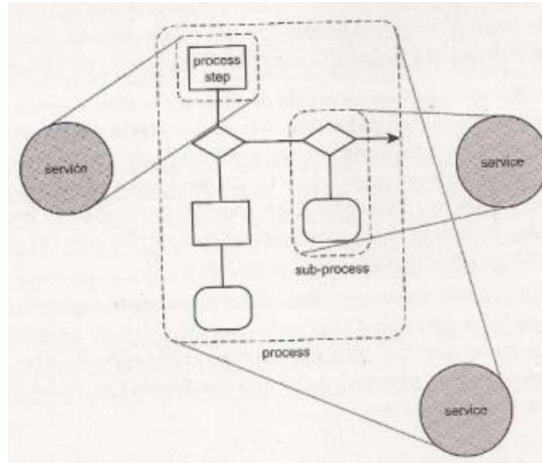 process
step
service
service
sub-process
process
service